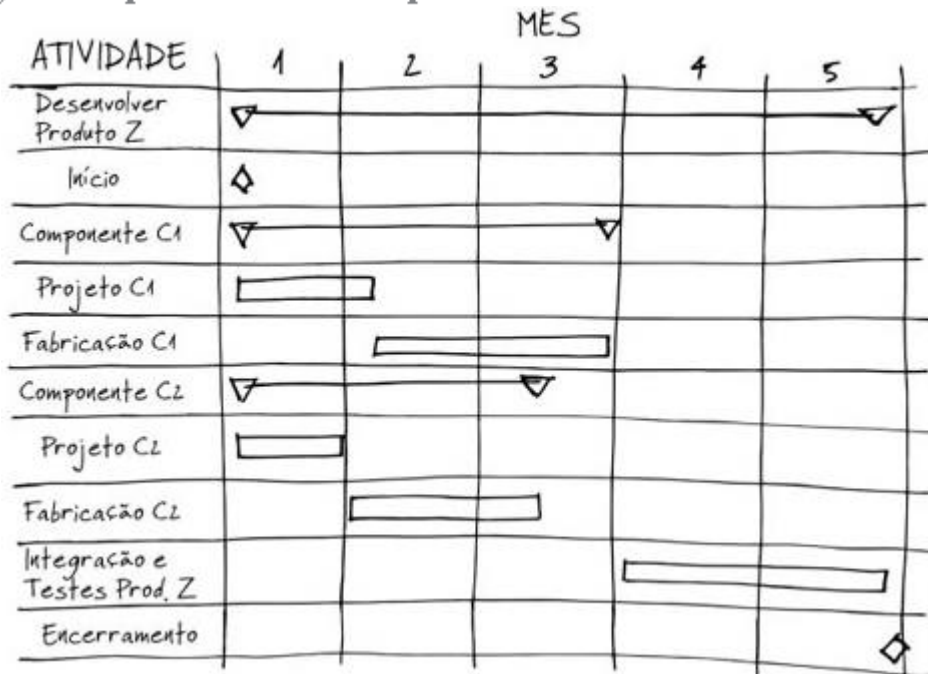 MÊS
ATIVIDADE 1 2 3 4 5
Desenvolver
Produto Z
Início
Componente C1
Projeto C1
Fabricação C1
Componente C2
Projeto C2
Fabricação C2
Integração e
Testes Prod. Z
Encerramento